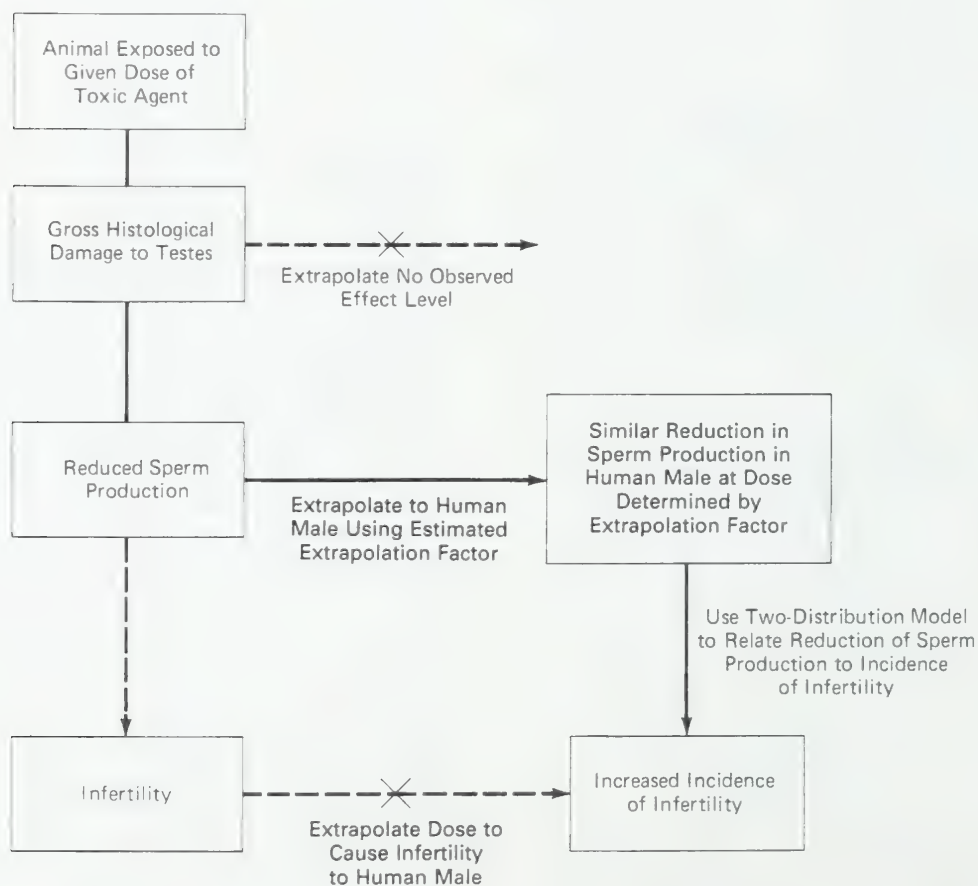 Animal Exposed to
Given Dose of
Toxic Agent
Gross Histological
Damage to Testes
Extrapolate No Observed
Effect Level
Reduced Sperm
Production
Extrapolate to Human
Male Using Estimated
Extrapolation Factor
Similar Reduction in
Sperm Production in
Human Male at Dose
Determined by
Extrapolation Factor
Use Two-Distribution Model
to Relate Reduction of Sperm
Production to Incidence
of Infertility
Infertility
Extrapolate Dose to
Cause Infertility
to Human Male
Increased Incidence
of Infertility